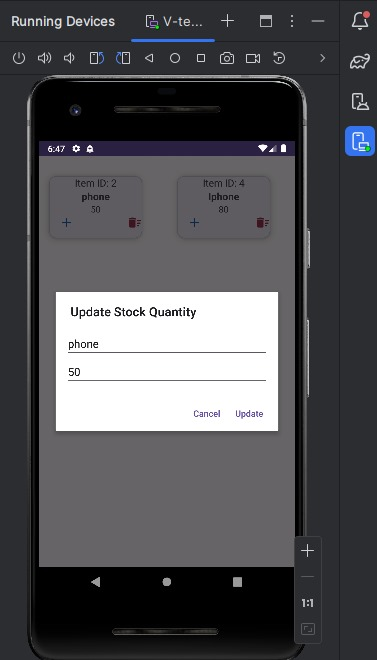 Running Devices
V-te...
6:47
Item ID: 2
phone
50
Item ID: 4
Iphone
80
Update Stock Quantity
phone
50
Cancel Update
1:1